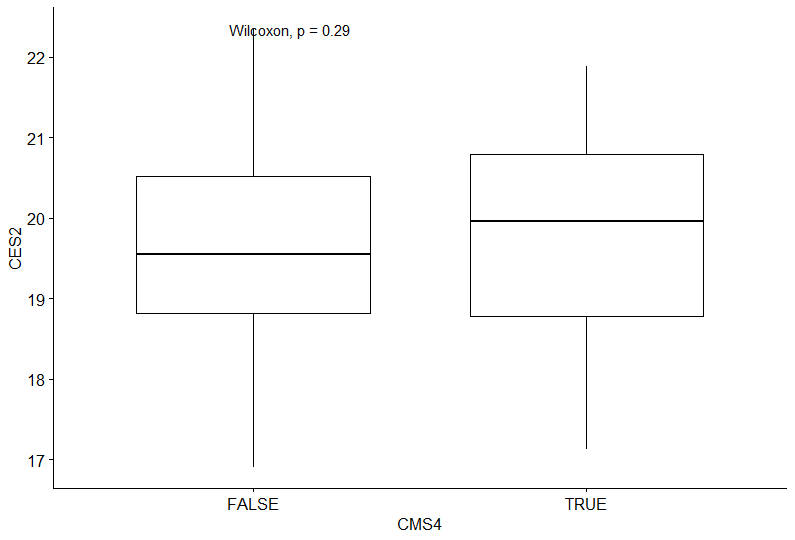 Wilcoxon, p = 0.29
22
21
20
19
18
17
CES2
FALSE
TRUE
CMS4